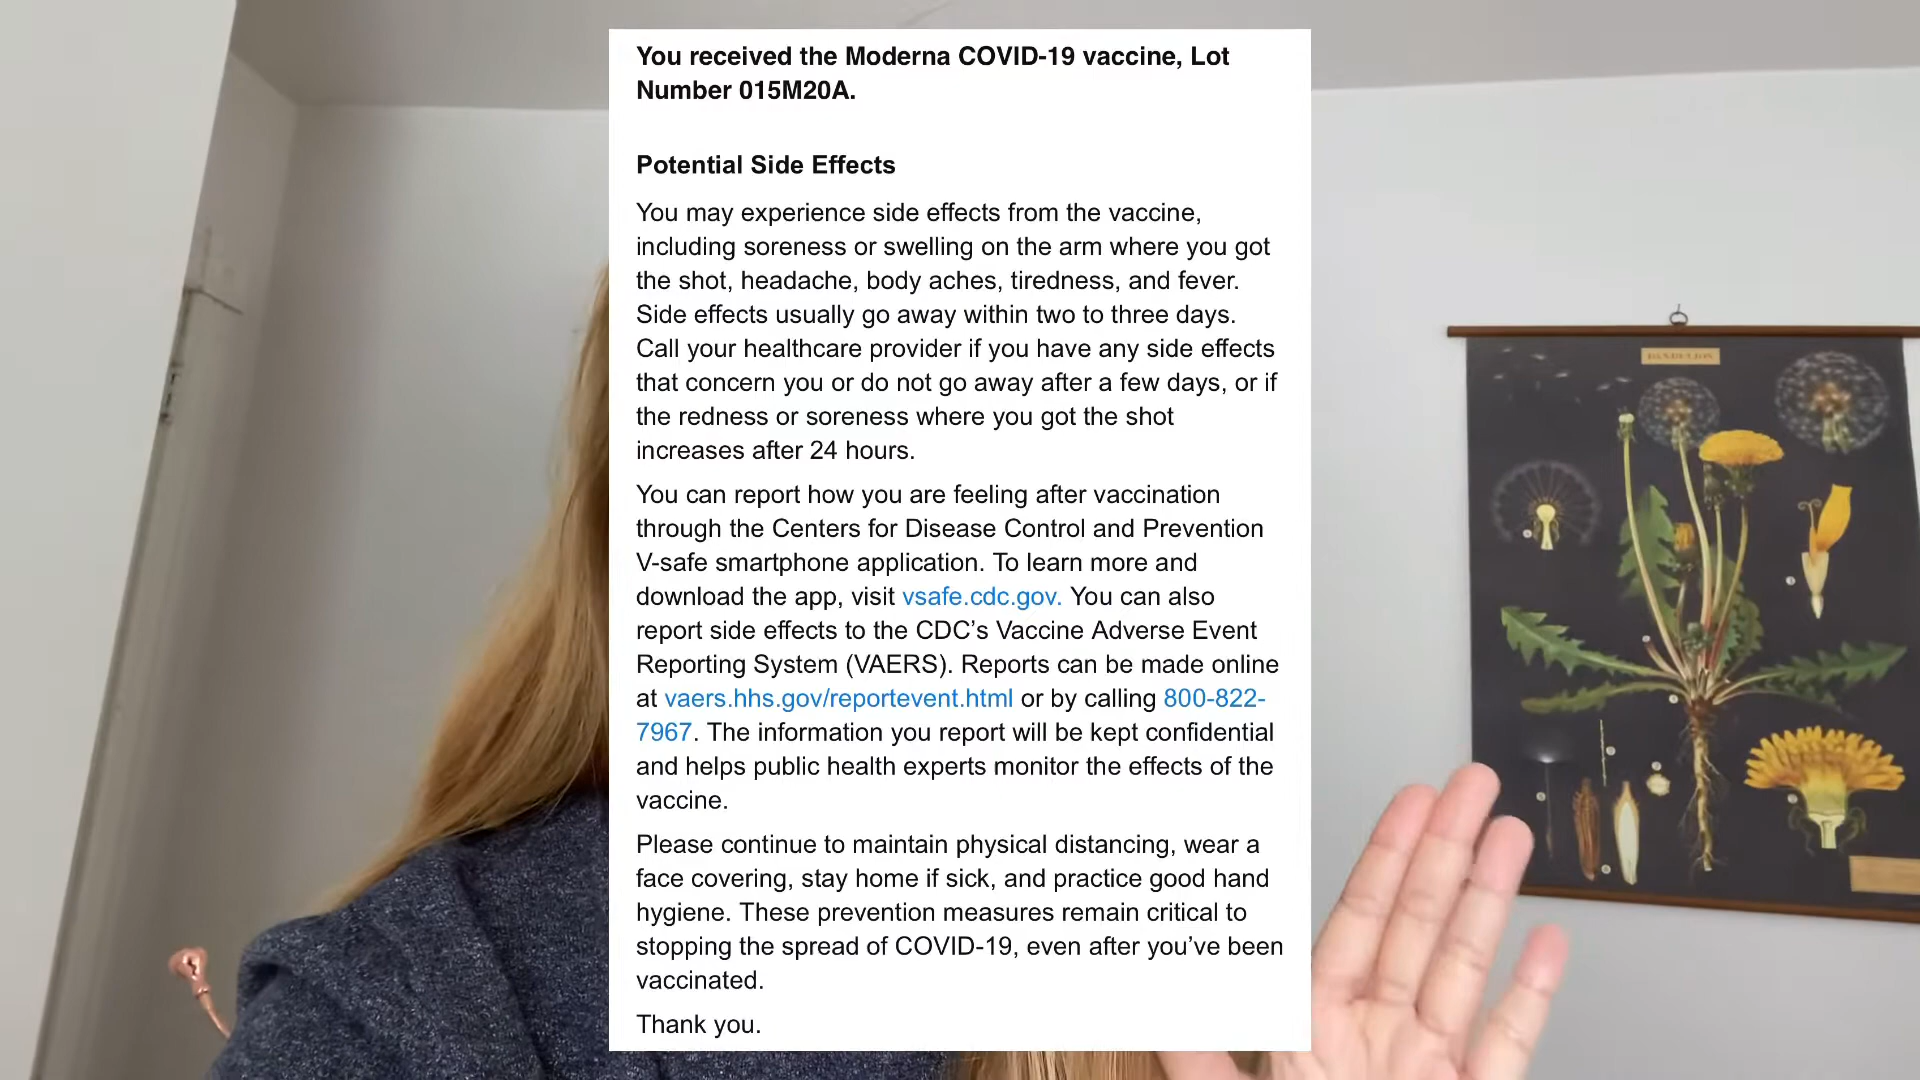 You received the Moderna COVID-19 vaccine, Lot
Number 015M20A.
Potential Side Effects
You may experience side effects from the vaccine,
including soreness or swelling on the arm where you got
the shot, headache, body aches, tiredness, and fever.
Side effects usually go away within two to three days.
Call your healthcare provider if you have any side effects
that concern you or do not go away after a few days, or if
the redness or soreness where you got the shot
increases after 24 hours.
You can report how you are feeling after vaccination
through the Centers for Disease Control and Prevention
V-safe smartphone application. To learn more and
download the app, visit vsafe.cdc.gov. You can also
report side effects to the CDC’s Vaccine Adverse Event
Reporting System (VAERS). Reports can be made online
at vaers.hhs.gov/reportevent.html or by calling 800-822-
7967. The information you report will be kept confidential
and helps public health experts monitor the effects of the
vaccine.
Please continue to maintain physical distancing, wear a
face covering, stay home if sick, and practice good hand
hygiene. These prevention measures remain critical to
stopping the spread of COVID-19, even after you’ve been
vaccinated.
Thank you.
DANDELION